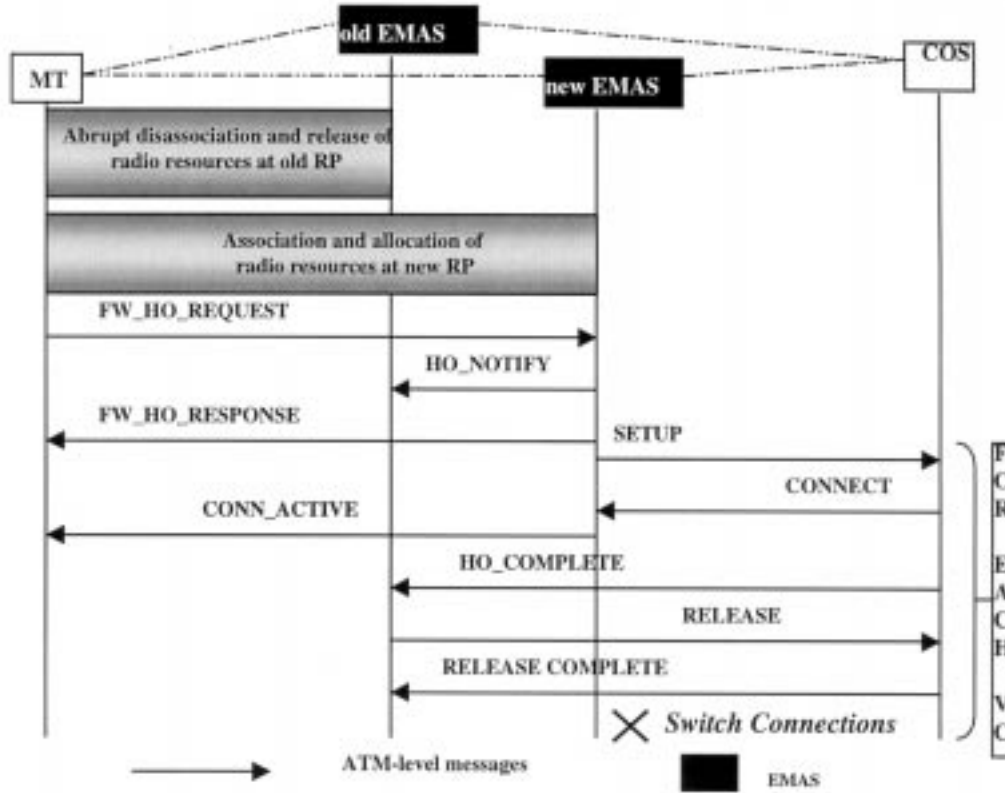 old EMAS
COS
MT
new EMAS
Abrupt disassociation and release of
radio resources at old RP
Association and allocation of
radio resources at new RP
FW_HO_REQUEST
HO_NOTIFY
FW_HO_RESPONSE
SETUP
CONNECT
CONN_ACTIVE
HO_COMPLETE
RELEASE
RELEASE COMPLETE
F
O
R
E
A
C
H
V
C
Switch Connections
ATM-level messages
EMAS